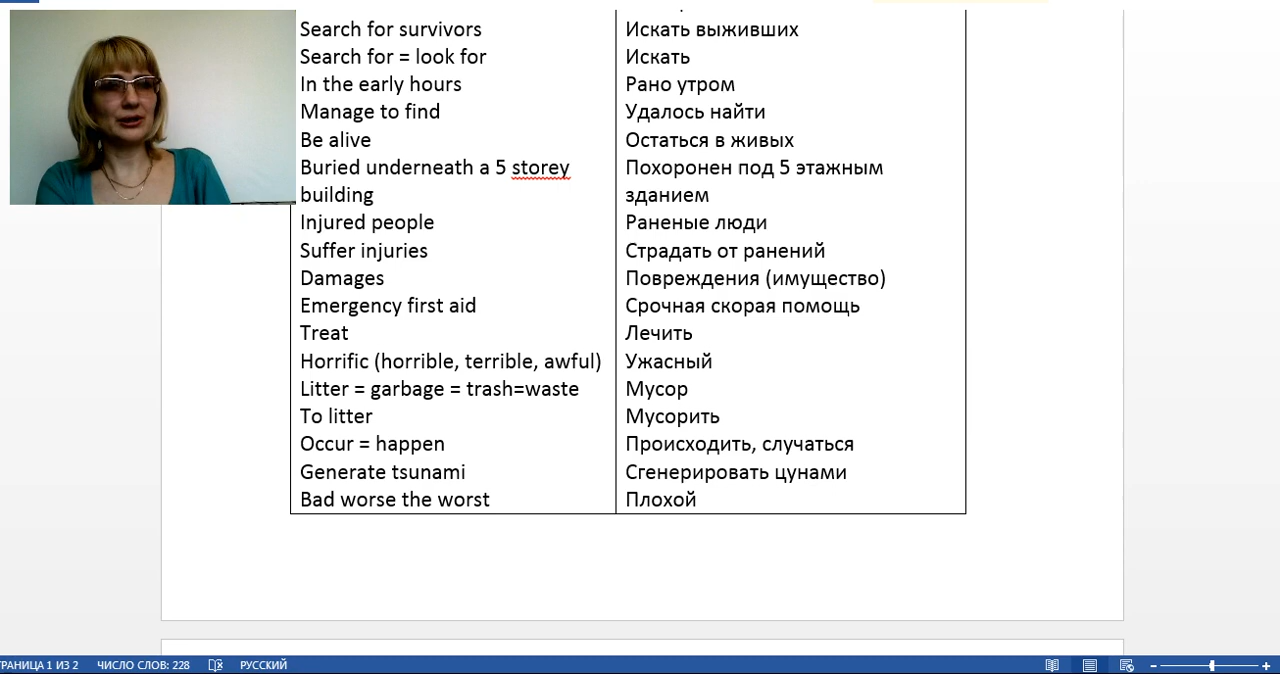 Search for survivors
Искать выживших
Search for = look for
Искать
In the early hours
Рано утром
Manage to find
Удалось найти
Be alive
Остаться в живых
Buried underneath a 5 storey
building
Похоронен под 5 этажным
зданием
Injured people
Раненые люди
Suffer injuries
Страдать от ранений
Damages
Повреждения (имущество)
Emergency first aid
Срочная скорая помощь
Treat
Лечить
Horrific (horrible, terrible, awful)
Ужасный
Litter = garbage = trash=waste
Мусор
To litter
Мусорить
Occur = happen
Происходить, случаться
Generate tsunami
Сгенерировать цунами
Bad worse the worst
Плохой
ТРАНИЦА 1 ИЗ 2 ЧИСЛО СЛОВ: 228 РУССКИЙ